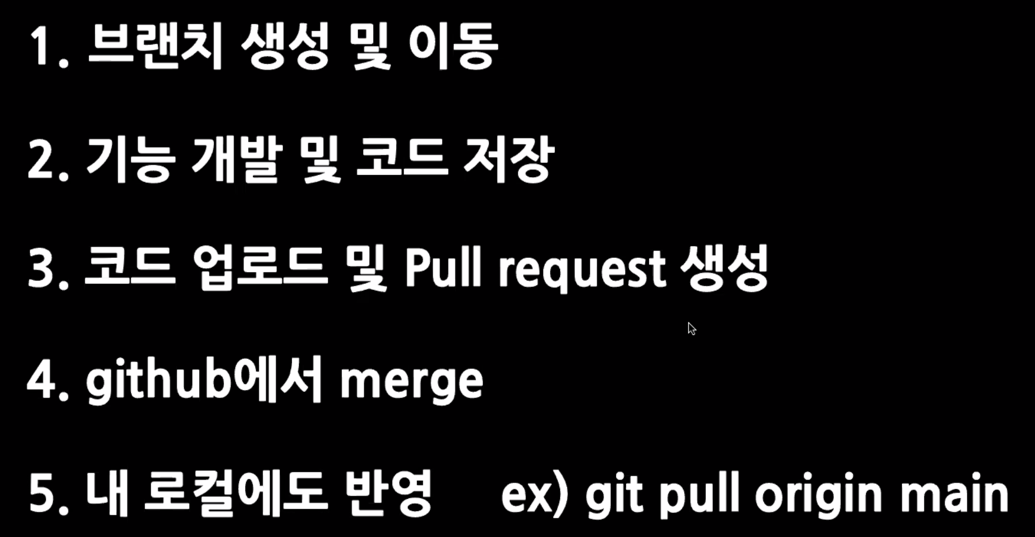 1. 브랜치 생성 및 이동
2. 기능 개발 및 코드 저장
3. 코드 업로드 및 Pull request 생성
4. github에서 merge
5. 내 로컬에도 반영 ex) git pull origin main